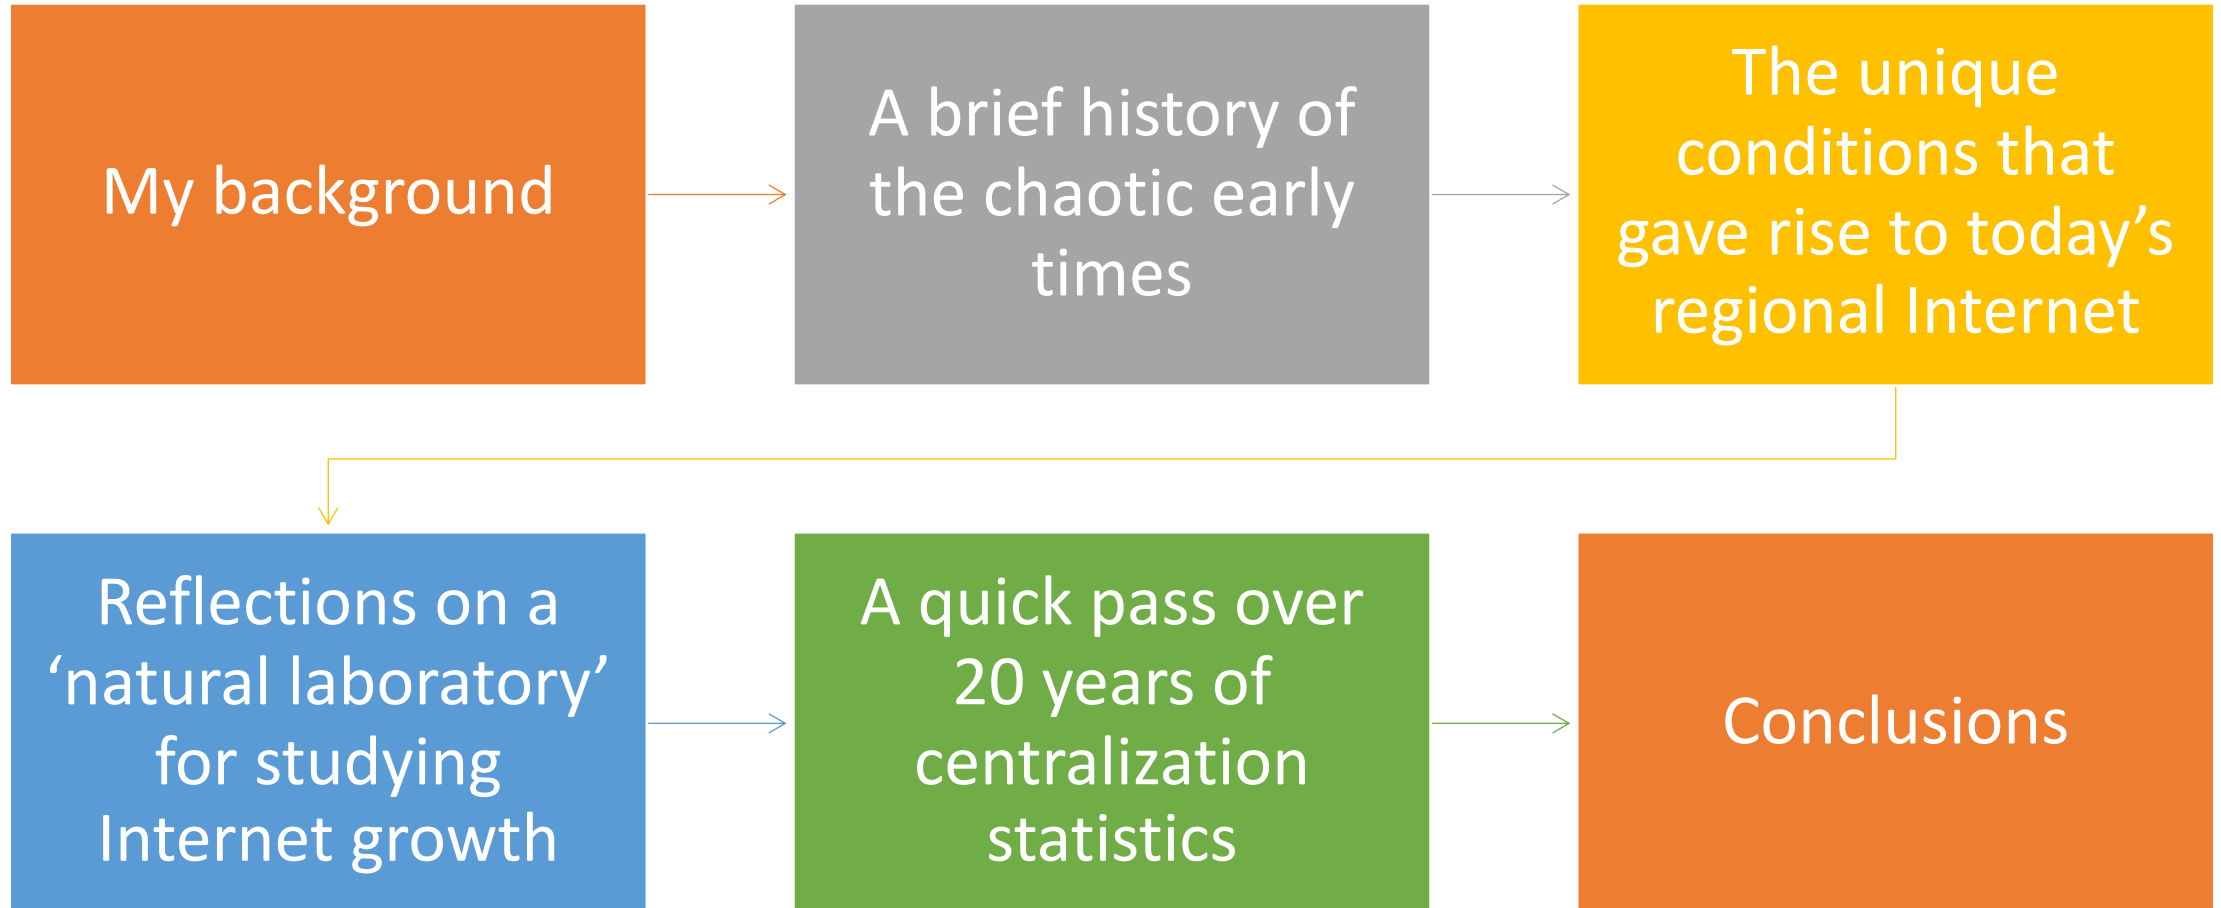 My background
A brief history of
the chaotic early
times
The unique
conditions that
gave rise to today’s
regional Internet
Reflections on a
‘natural laboratory’
for studying
Internet growth
A quick pass over
20 years of
centralization
statistics
Conclusions